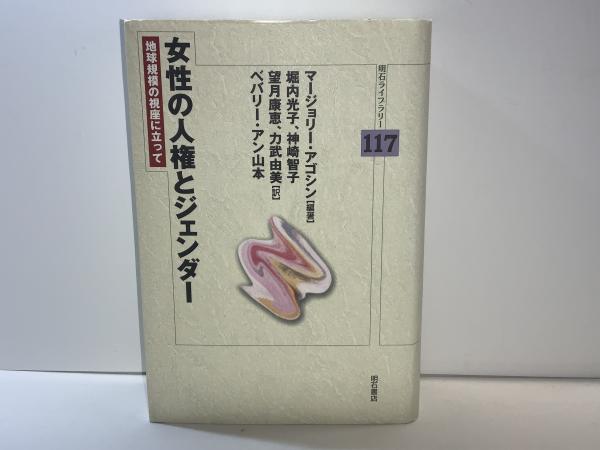 明石ライブラリー
117
マージョリー・アゴシン[編著]
堀内光子、神崎智子
望月康恵、力武由美[訳]
ベバリー・アン山本
女性の人権とジェンダー
地球規模の視座に立って
明石書店